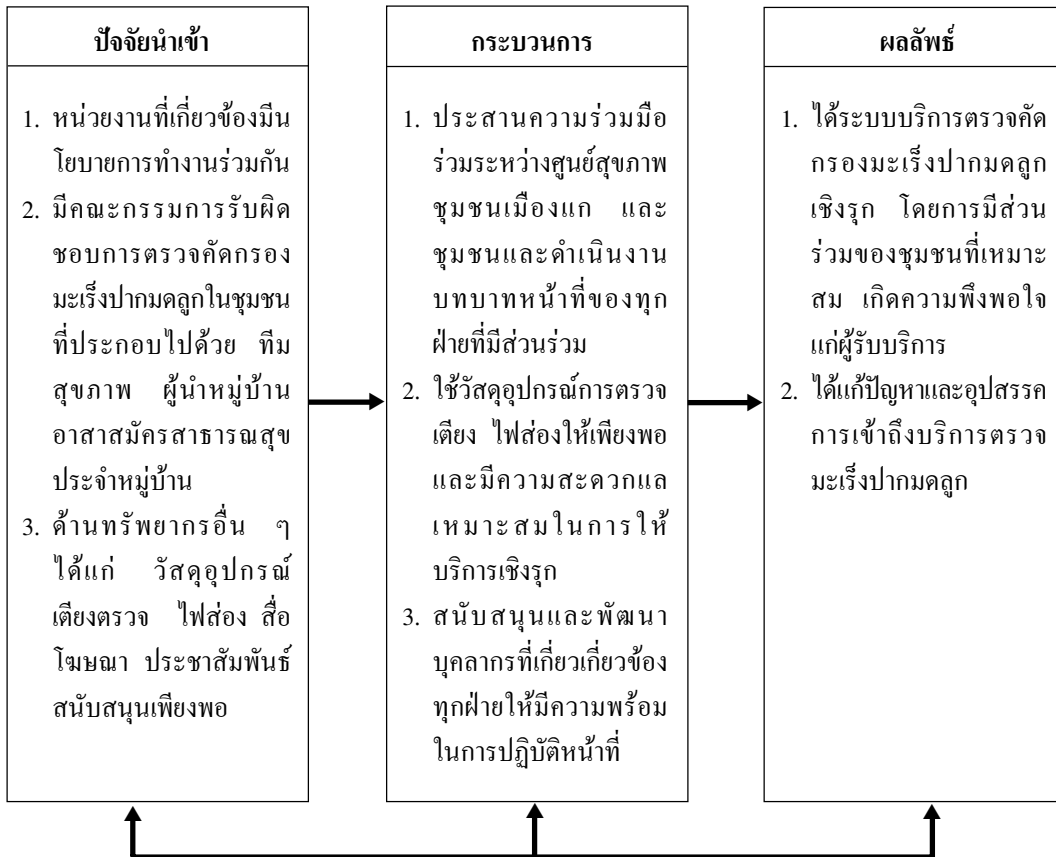 ปัจจัยนำเข้า
1. หน่วยงานที่เกี่ยวข้องมีน
โยบายการทำงานร่วมกัน
2. มีคณะกรรมการรับผิด
ชอบการตรวจคัดกรอง
มะเร็งปากมดลูกในชุมชน
ที่ประกอบไปด้วย ทีม
สุขภาพ ผู้นำหมู่บ้าน
อาสาสมัครสาธารณสุข
ประจำหมู่บ้าน
3. ด้านทรัพยากรอื่น ๆ
ได้แก่ วัสดุอุปกรณ์
เตียงตรวจ ไฟส่อง สื่อ
โฆษณา ประชาสัมพันธ์
สนับสนุนเพียงพอ
กระบวนการ
1. ประสานความร่วมมือ
ร่วมระหว่างศูนย์สุขภาพ
ชุมชนเมืองแก และ
ชุมชนและดำเนินงาน
บทบาทหน้าที่ของทุก
ฝ่ายที่มีส่วนร่วม
2. ใช้วัสดุอุปกรณ์การตรวจ
เตียง ไฟส่องให้เพียงพอ
และมีความสะดวกแล
เหมาะสมในการให้
บริการเชิงรุก
3. สนับสนุนและพัฒนา
บุคลากรที่เกี่ยวเกี่ยวข้อง
ทุกฝ่ายให้มีความพร้อม
ในการปฏิบัติหน้าที่
ผลลัพธ์
1. ได้ระบบบริการตรวจคัด
กรองมะเร็งปากมดลูก
เชิงรุก โดยการมีส่วน
ร่วมของชุมชนที่เหมาะ
สม เกิดความพึงพอใจ
แก่ผู้รับบริการ
2. ได้แก้ปัญหาและอุปสรรค
การเข้าถึงบริการตรวจ
มะเร็งปากมดลูก